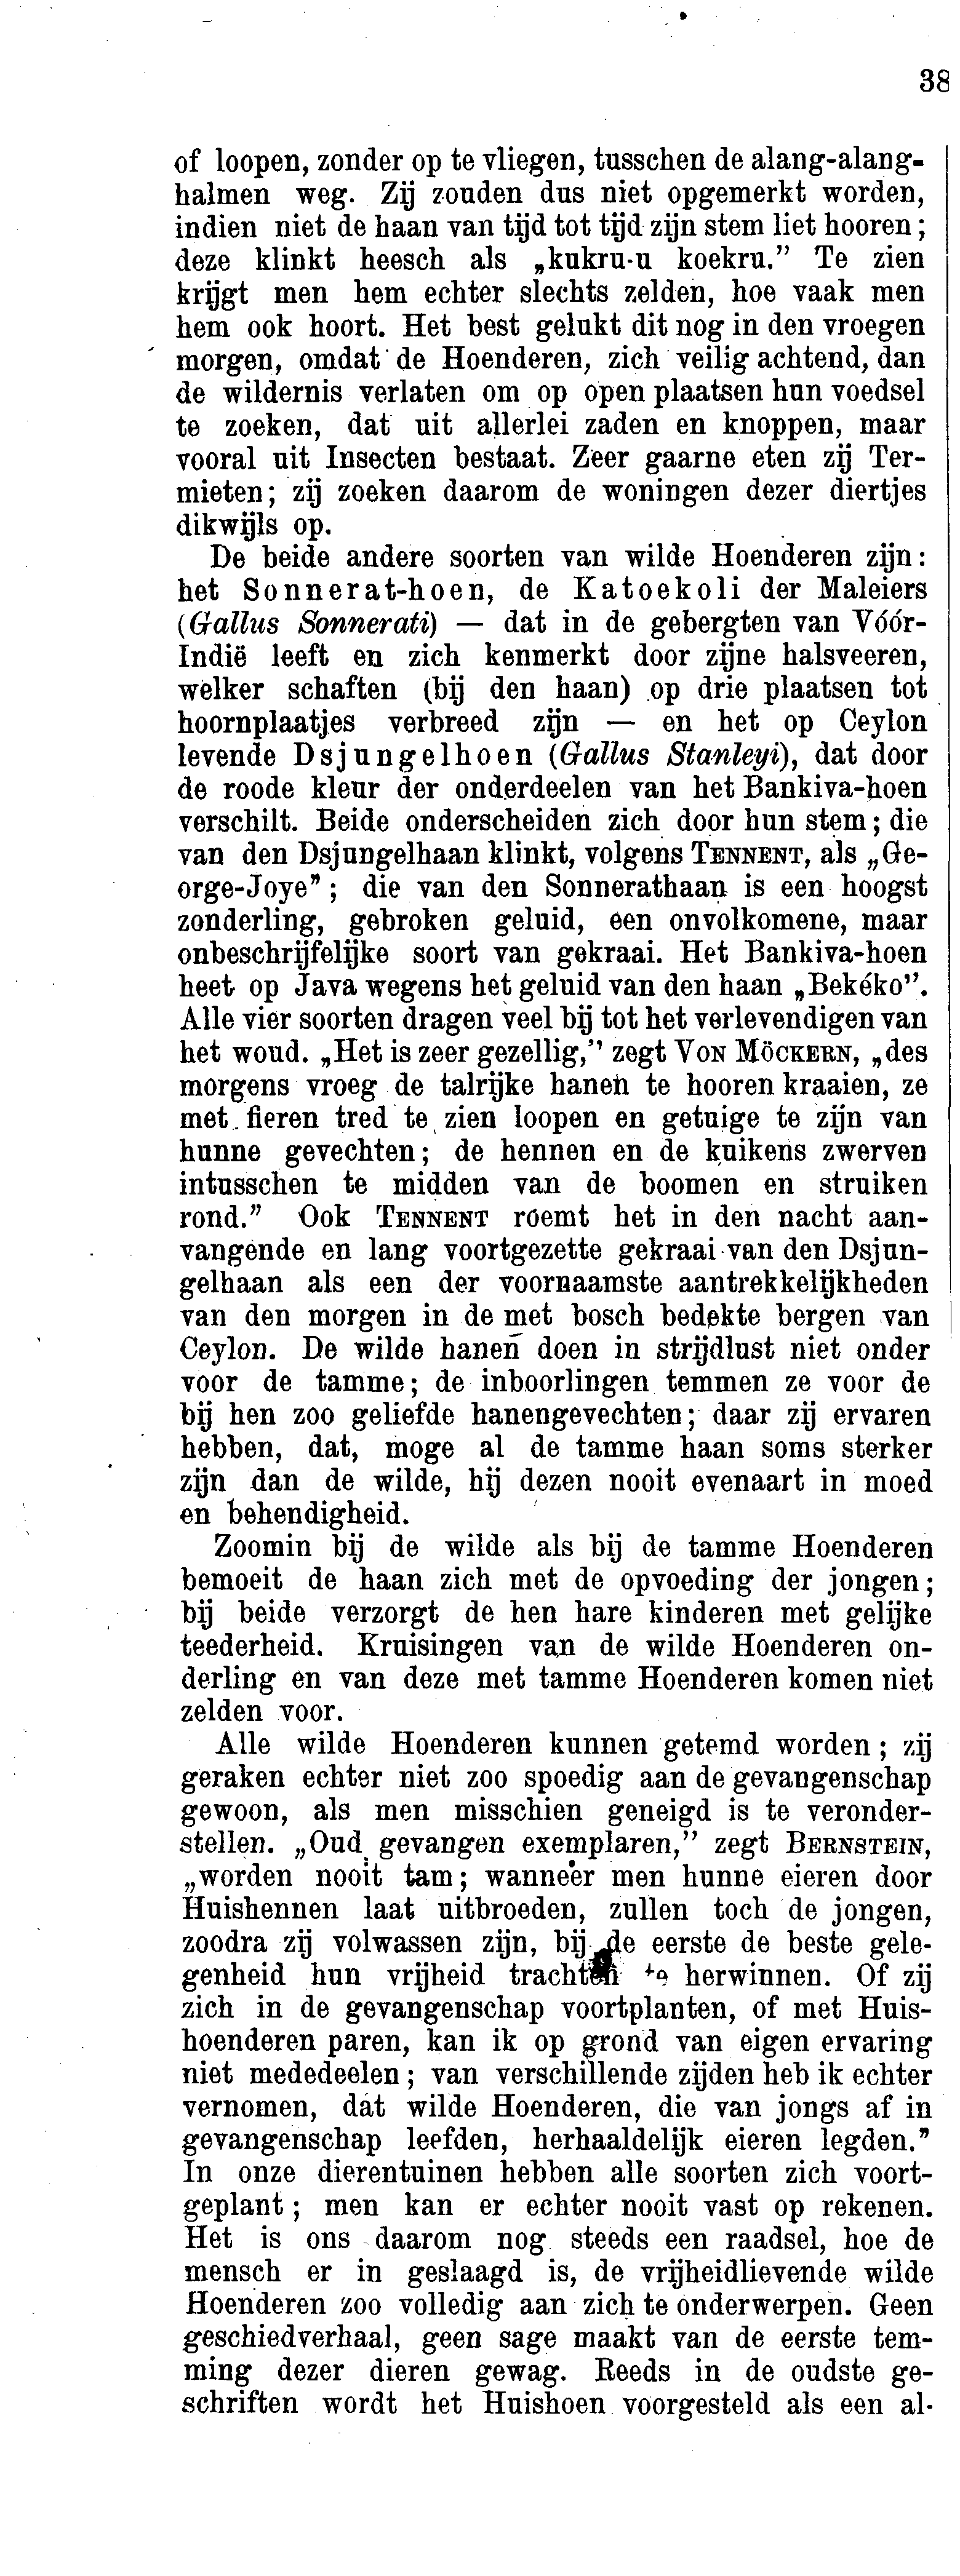 38
of loopen, zonder op te vliegen, tusschen de alang-alang-
halmen weg. Zij zouden dus niet opgemerkt worden,
indien niet de haan van tijd tot tijd zijn stem liet hooren;
deze klinkt heesch als „kukru-u koekru.” Te zien
krijgt men hem echter slechts zelden, hoe vaak men
hem ook hoort. Het best gelukt dit nog in den vroegen
morgen, omdat de Hoenderen, zich veilig achtend, dan
de wildernis verlaten om op open plaatsen hun voedsel
te zoeken, dat uit allerlei zaden en knoppen, maar
vooral uit Insecten bestaat. Zeer gaarne eten zij Ter-
mieten; zij zoeken daarom de woningen dezer diertjes
dikwijls op.
De beide andere soorten van wilde Hoenderen zijn:
het Sonnerat-hoen, de Katoekoli der Maleiers
(Gallus Sonnerati) — dat in de gebergten van Vóór-
Indië leeft en zich kenmerkt door zijne halsveeren,
welker schaften (bij den haan) op drie plaatsen tot
hoornplaatjes verbreed zijn — en het op Ceylon
levende Dsjungelhoen (Gallus Stanleyi), dat door
de roode kleur der onderdeelen van het Bankiva-hoen
verschilt. Beide onderscheiden zich door hun stem; die
van den Dsjungelhaan klinkt, volgens TENNENT, als „Ge-
orge-Joye”; die van den Sonnerathaan is een hoogst
zonderling, gebroken geluid, een onvolkomene, maar
onbeschrijfelijke soort van gekraai. Het Bankiva-hoen
heet op Java wegens het geluid van den haan „Bekéko”.
Alle vier soorten dragen veel bij tot het verlevendigen van
het woud. „Het is zeer gezellig,” zegt VON MÖCKERN, „des
morgens vroeg de talrijke hanen te hooren kraaien, ze
met fieren tred te zien loopen en getuige te zijn van
hunne gevechten; de hennen en de kuikens zwerven
intusschen te midden van de boomen en struiken
rond.” Ook TENNENT roemt het in den nacht aan-
vangende en lang voortgezette gekraai van den Dsjun-
gelhaan als een der voornaamste aantrekkelijkheden
van den morgen in de met bosch bedekte bergen van
Ceylon. De wilde hanen doen in strijdlust niet onder
voor de tamme; de inboorlingen temmen ze voor de
bij hen zoo geliefde hanengevechten; daar zij ervaren
hebben, dat, moge al de tamme haan soms sterker
zijn dan de wilde, hij dezen nooit evenaart in moed
en behendigheid.
Zoomin bij de wilde als bij de tamme Hoenderen
bemoeit de haan zich met de opvoeding der jongen;
bij beide verzorgt de hen hare kinderen met gelijke
teederheid. Kruisingen van de wilde Hoenderen on-
derling en van deze met tamme Hoenderen komen niet
zelden voor.
Alle wilde Hoenderen kunnen getemd worden; zij
geraken echter niet zoo spoedig aan de gevangenschap
gewoon, als men misschien geneigd is te veronder-
stellen. „Oud gevangen exemplaren,” zegt BERNSTEIN,
„worden nooit tam; wanneer men hunne eieren door
Huishennen laat uitbroeden, zullen toch de jongen,
zoodra zij volwassen zijn, bij de eerste de beste gele-
genheid hun vrijheid trachten te herwinnen. Of zij
zich in de gevangenschap voortplanten, of met Huis-
hoenderen paren, kan ik op grond van eigen ervaring
niet mededeelen; van verschillende zijden heb ik echter
vernomen, dat wilde Hoenderen, die van jongs af in
gevangenschap leefden, herhaaldelijk eieren legden.”
In onze dierentuinen hebben alle soorten zich voort-
geplant; men kan er echter nooit vast op rekenen.
Het is ons daarom nog steeds een raadsel, hoe de
mensch er in geslaagd is, de vrijheidlievende wilde
Hoenderen zoo volledig aan zich te onderwerpen. Geen
geschiedverhaal, geen sage maakt van de eerste tem-
ming dezer dieren gewag. Reeds in de oudste ge-
schriften wordt het Huishoen voorgesteld als een al-